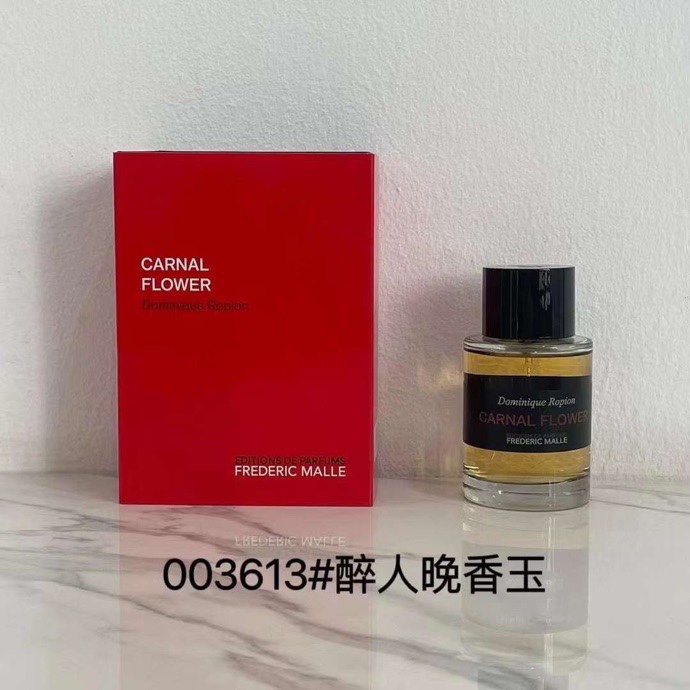 CARNAL
FLOWER
Dominique Ropion
EDITIONS DE PARFUMS
FREDERIC MALLE
Dominique Ropion
CARNAL FLOWER
FREDERIC MALLE
003613#醉人晚香玉